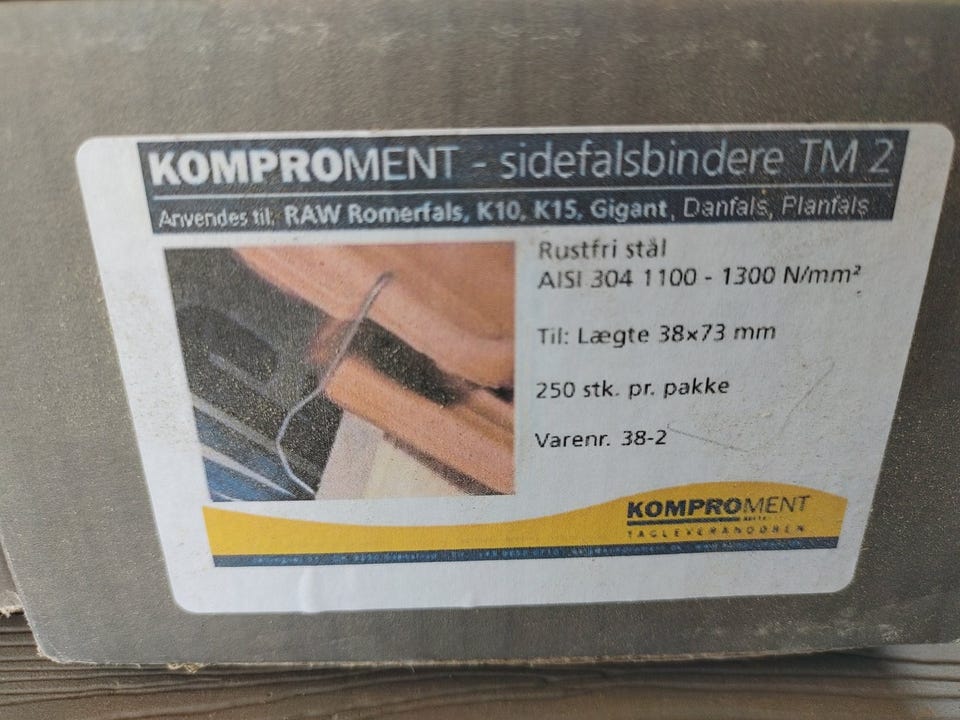 KOMPROMENT - sidefalsbindere TM 2
Anvendes til: RAW Romerfals, K10, K15, Gigant, Danfals, Planfals
Rustfri stål
AISI 304 1100 - 1300 N/mm²
Til: Lægte 38x73 mm
250 stk. pr. pakke
Varenr. 38-2
KOMPROMENT
TAGLEVERANDØREN